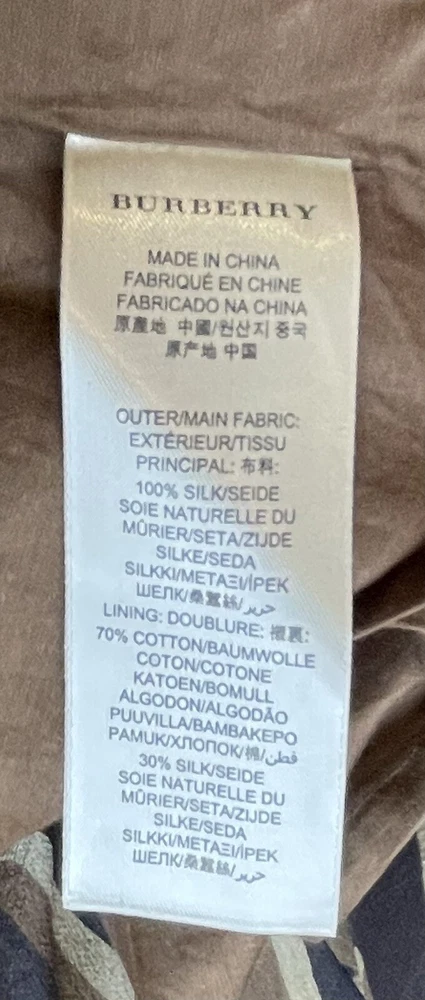 BURBERRY
MADE IN CHINA
FABRIQUÉ EN CHINE
FABRICADO NA CHINA
原產地 中國/원산지 중국
原产地 中国
OUTER/MAIN FABRIC:
EXTÉRIEUR/TISSU
PRINCIPAL: 布料:
100% SILK/SEIDE
SOIE NATURELLE DU
MÛRIER/SETA/ZIJDE
SILKE/SEDA
SILKKI/ΜΕΤΑΞΙ/İPEK
ШЕЛК/桑蠶絲/حرير
LINING: DOUBLURE: 襯裏:
70% COTTON/BAUMWOLLE
COTON/COTONE
KATOEN/BOMULL
ALGODON/ALGODÃO
PUUVILLA/ΒΑΜΒΑΚΕΡΟ
PAMUK/ХЛОПОК/棉/قطن
30% SILK/SEIDE
SOIE NATURELLE DU
MÛRIER/SETA/ZIJDE
SILKE/SEDA
SILKKI/ΜΕΤΑΞΙ/İPEK
ШЕЛК/桑蠶絲/حرير